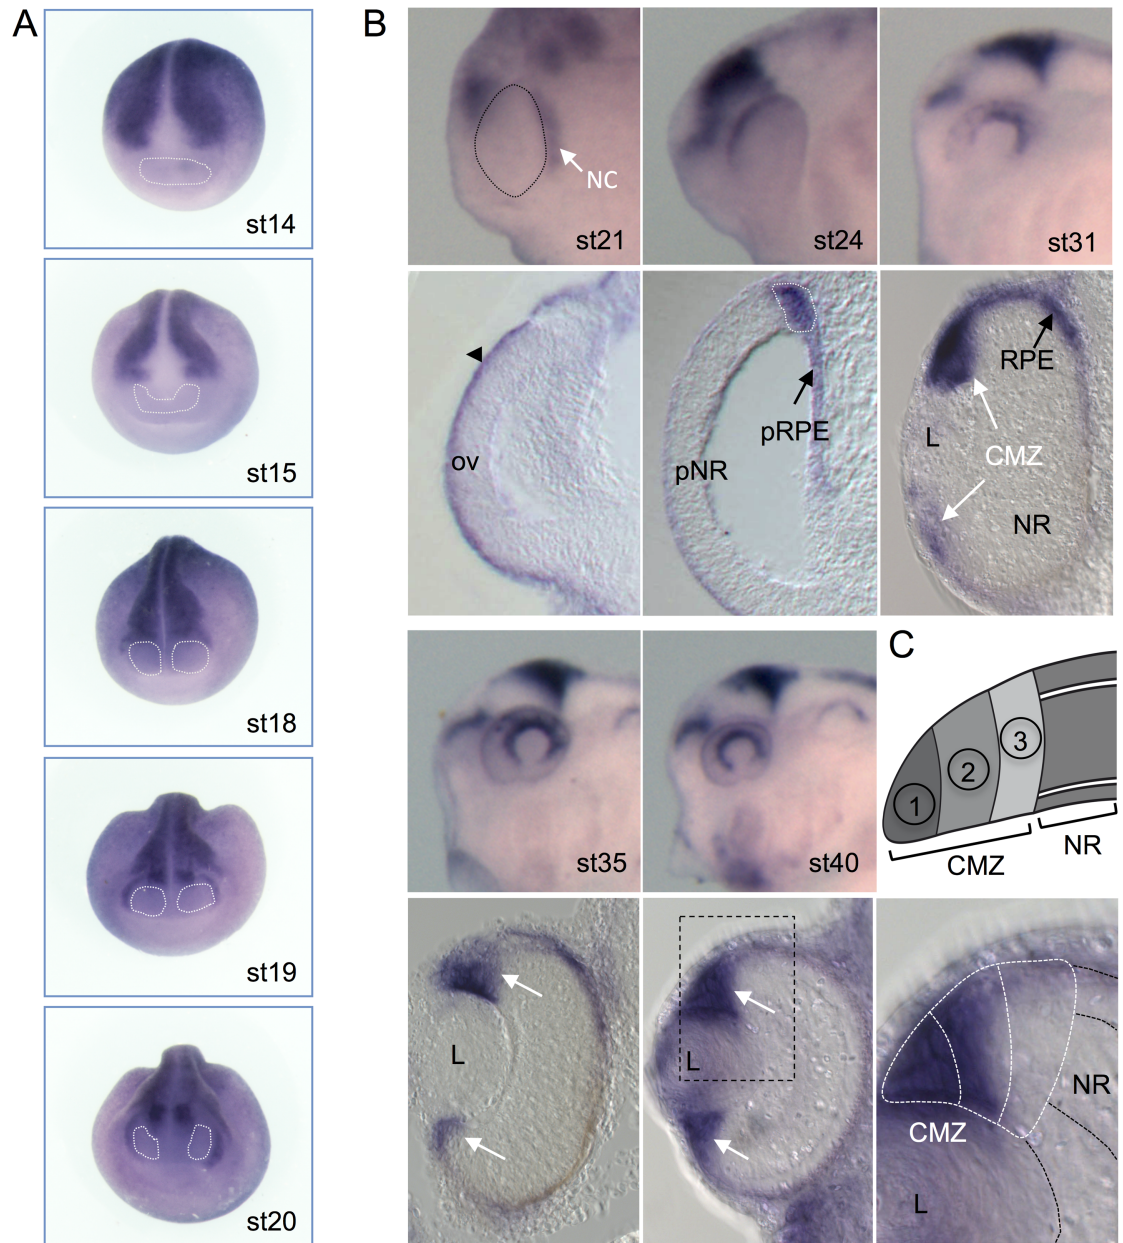 A
st14
st15
st18
st19
st20
B
NC
st21
st24
st31
ov
pRPE
pNR
RPE
L
CMZ
NR
st35
st40
C
1
2
3
CMZ
NR
L
L
CMZ
NR
L